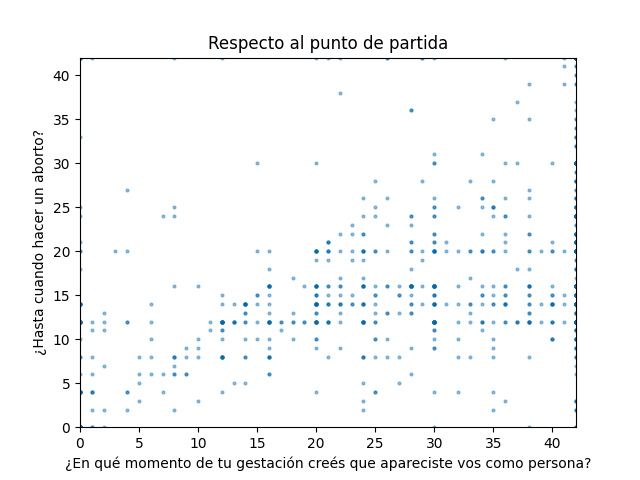 Respecto al punto de partida
¿Hasta cuando hacer un aborto?
40
35
30
25
20
15
10
5
0
0 5 10 15 20 25 30 35 40
¿En qué momento de tu gestación creés que apareciste vos como persona?